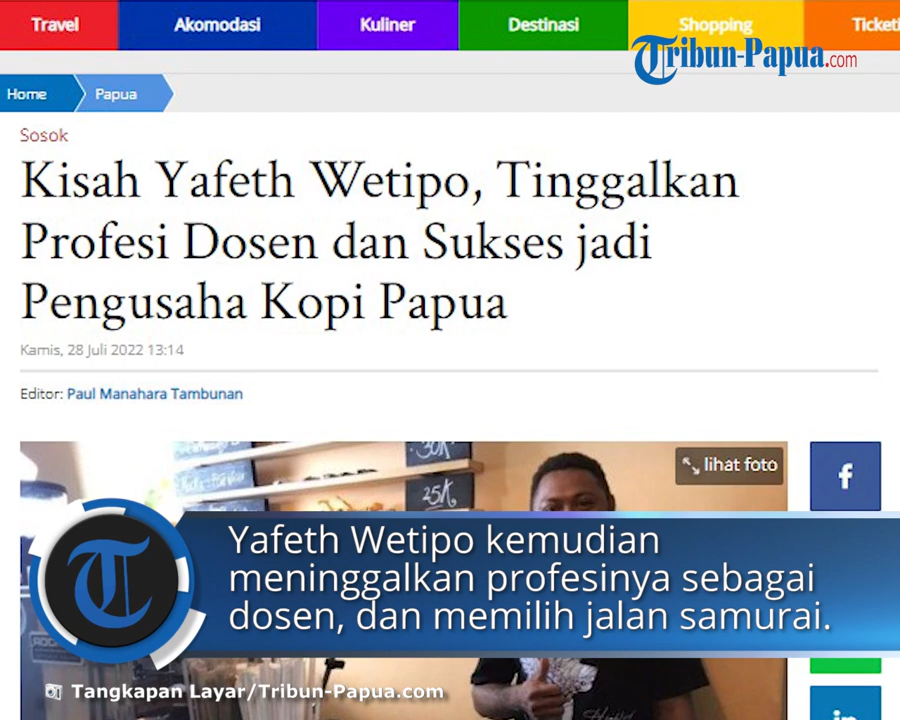 Travel
Akomodasi
Kuliner
Destinasi
Shopping
Ticketi
Tribun-Papua.com
Home
Papua
Sosok
Kisah Yafeth Wetipo, Tinggalkan
Profesi Dosen dan Sukses jadi
Pengusaha Kopi Papua
Kamis, 28 Juli 2022 13:14
Editor: Paul Manahara Tambunan
30K
25K
lihat foto
f
T
Yafeth Wetipo kemudian
meninggalkan profesinya sebagai
dosen, dan memilih jalan samurai.
Tangkapan Layar/Tribun-Papua.com
in